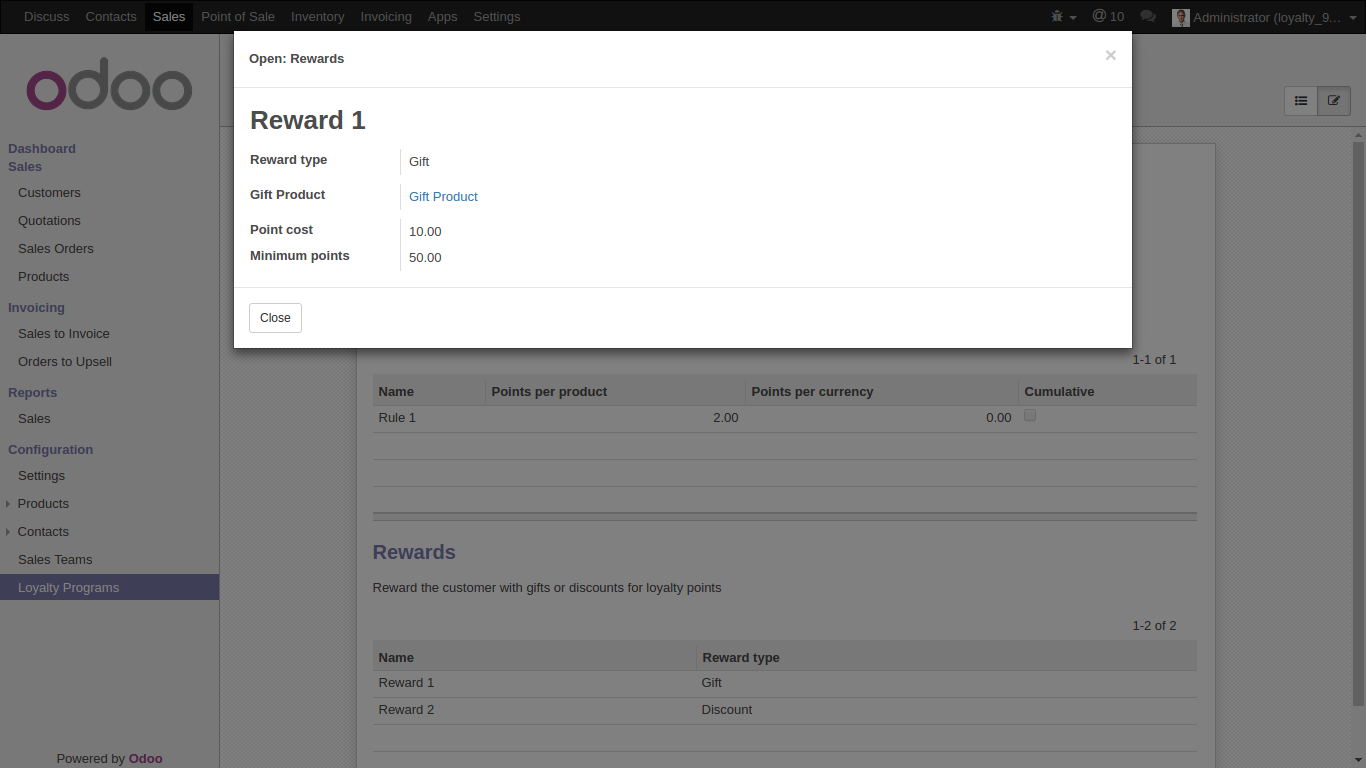 Discuss Contacts Sales Point of Sale Inventory Invoicing Apps Settings @ 10 Administrator (loyalty_9...
Open: Rewards ×
odoo
Reward 1
Reward type Gift
Gift Product Gift Product
Point cost 10.00
Minimum points 50.00
Close
Dashboard
Sales
Customers
Quotations
Sales Orders
Products
Invoicing
Sales to Invoice
Orders to Upsell
Reports
Sales
Configuration
Settings
Products
Contacts
Sales Teams
Loyalty Programs
Powered by Odoo
1-1 of 1
Name Points per product Points per currency Cumulative
Rule 1 2.00 0.00
Rewards
Reward the customer with gifts or discounts for loyalty points
1-2 of 2
Name Reward type
Reward 1 Gift
Reward 2 Discount